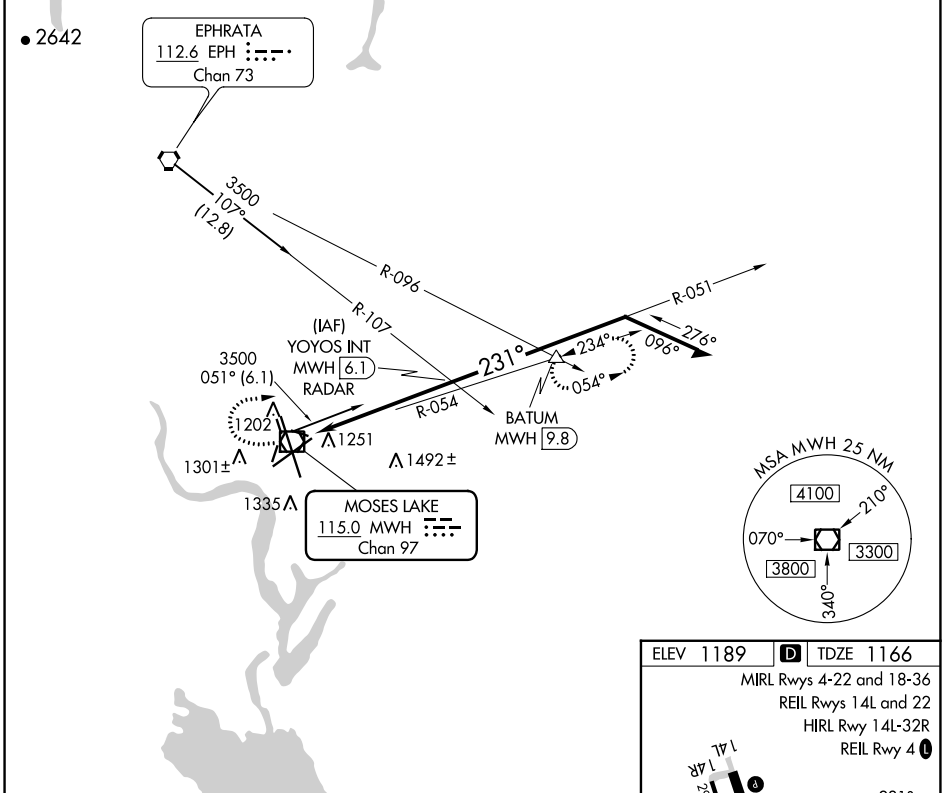 2642
EPHRATA
112.6 EPH
Chan 73
3500
107°
(12.8)
R-096
R-107
R-051
276°
096°
(IAF)
YOYOS INT
MWH 6.1
RADAR
231°
234°
054°
3500
051° (6.1)
R-054
BATUM
MWH 9.8
1202
1251
1301±
1492±
1335
MOSES LAKE
115.0 MWH
Chan 97
MSA MWH 25 NM
4100
210°
070°
3300
3800
340°
ELEV 1189 D TDZE 1166
MIRL Rwys 4-22 and 18-36
REIL Rwys 14L and 22
HIRL Rwy 14L-32R
REIL Rwy 4 L
14L
14R
P